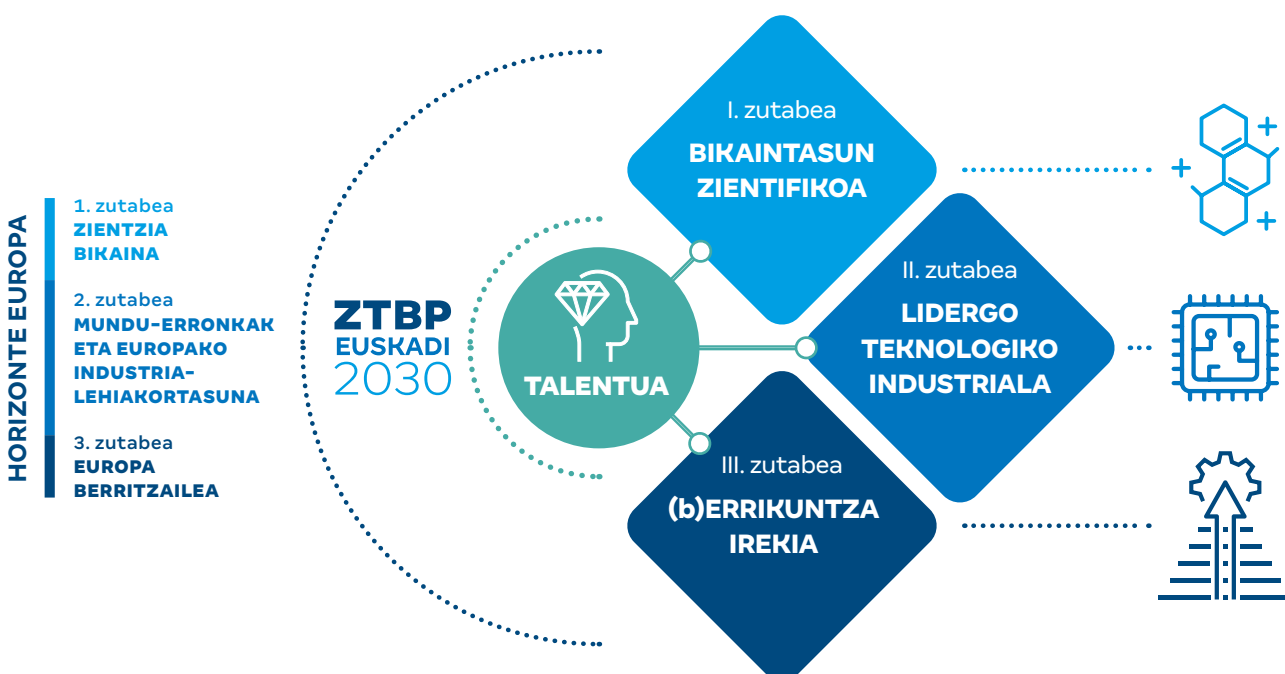 HORIZONTE EUROPA
1. zutabea
ZIENTZIA
BIKAINA
2. zutabea
MUNDU-ERRONKAK
ETA EUROPAKO
INDUSTRIA-
LEHIAKORTASUNA
3. zutabea
EUROPA
BERRITZAILEA
ZTBP
EUSKADI
2030
TALENTUA
I. zutabea
BIKAINTASUN
ZIENTIFIKOA
II. zutabea
LIDERGO
TEKNOLOGIKO
INDUSTRIALA
III. zutabea
(b)ERRIKUNTZA
IREKIA